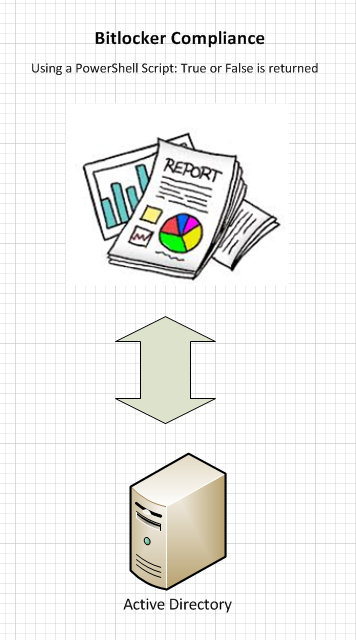 Bitlocker Compliance
Using a PowerShell Script: True or False is returned
REPORT
Active Directory